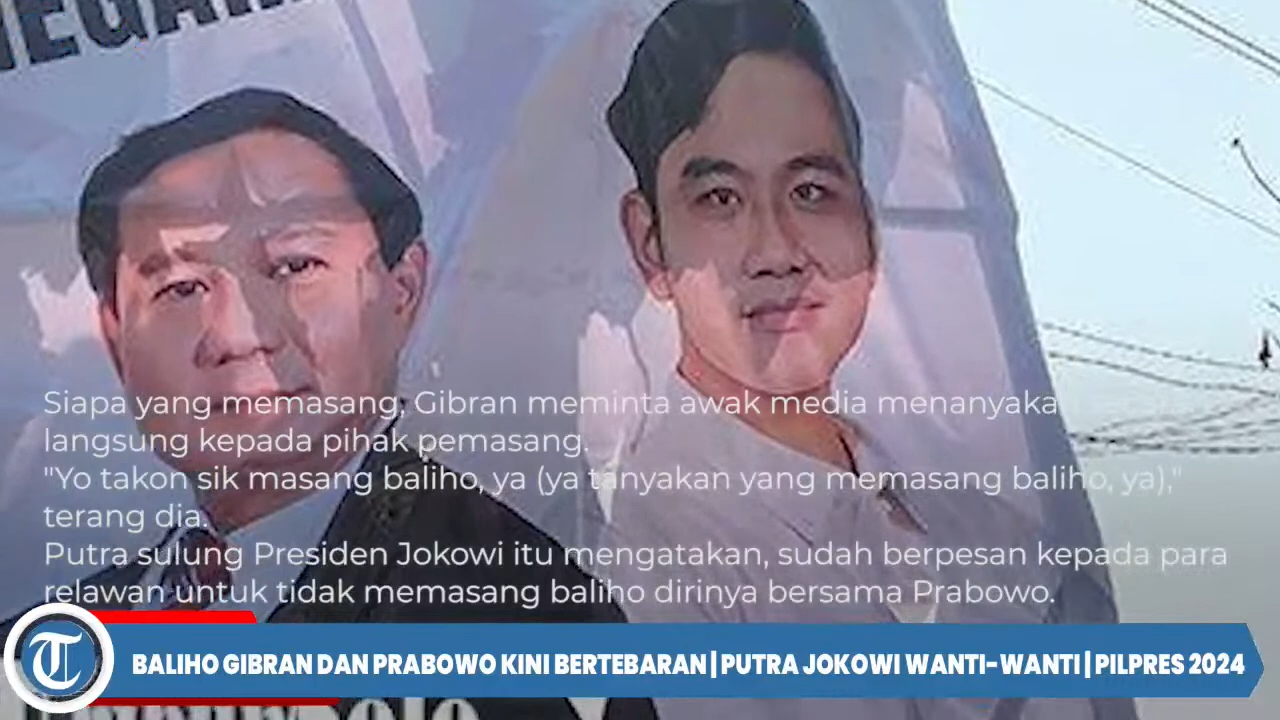 Siapa yang memasang, Gibran meminta awak media menanyaka
langsung kepada pihak pemasang.
"Yo takon sik masang baliho, ya (ya tanyakan yang memasang baliho, ya),"
terang dia.
Putra sulung Presiden Jokowi itu mengatakan, sudah berpesan kepada para
relawan untuk tidak memasang baliho dirinya bersama Prabowo.
T
BALIHO GIBRAN DAN PRABOWO KINI BERTEBARAN | PUTRA JOKOWI WANTI-WANTI | PILPRES 2024